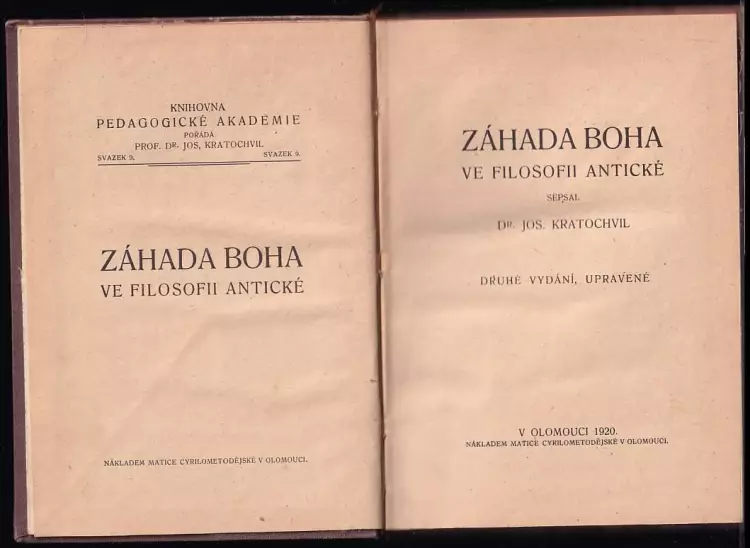 KNIHOVNA
PEDAGOGICKÉ AKADEMIE
POŘÁDÁ
PROF. DR. JOS. KRATOCHVIL
SVAZEK 9. SVAZEK 9.
ZÁHADA BOHA
VE FILOSOFII ANTICKÉ
NÁKLADEM MATICE CYRILOMETODĚJSKÉ V OLOMOUCI.
ZÁHADA BOHA
VE FILOSOFII ANTICKÉ
SEPSAL
DR. JOS. KRATOCHVIL
DRUHÉ VYDÁNÍ, UPRAVENÉ
V OLOMOUCI 1920.
NÁKLADEM MATICE CYRILOMETODĚJSKÉ V OLOMOUCI.